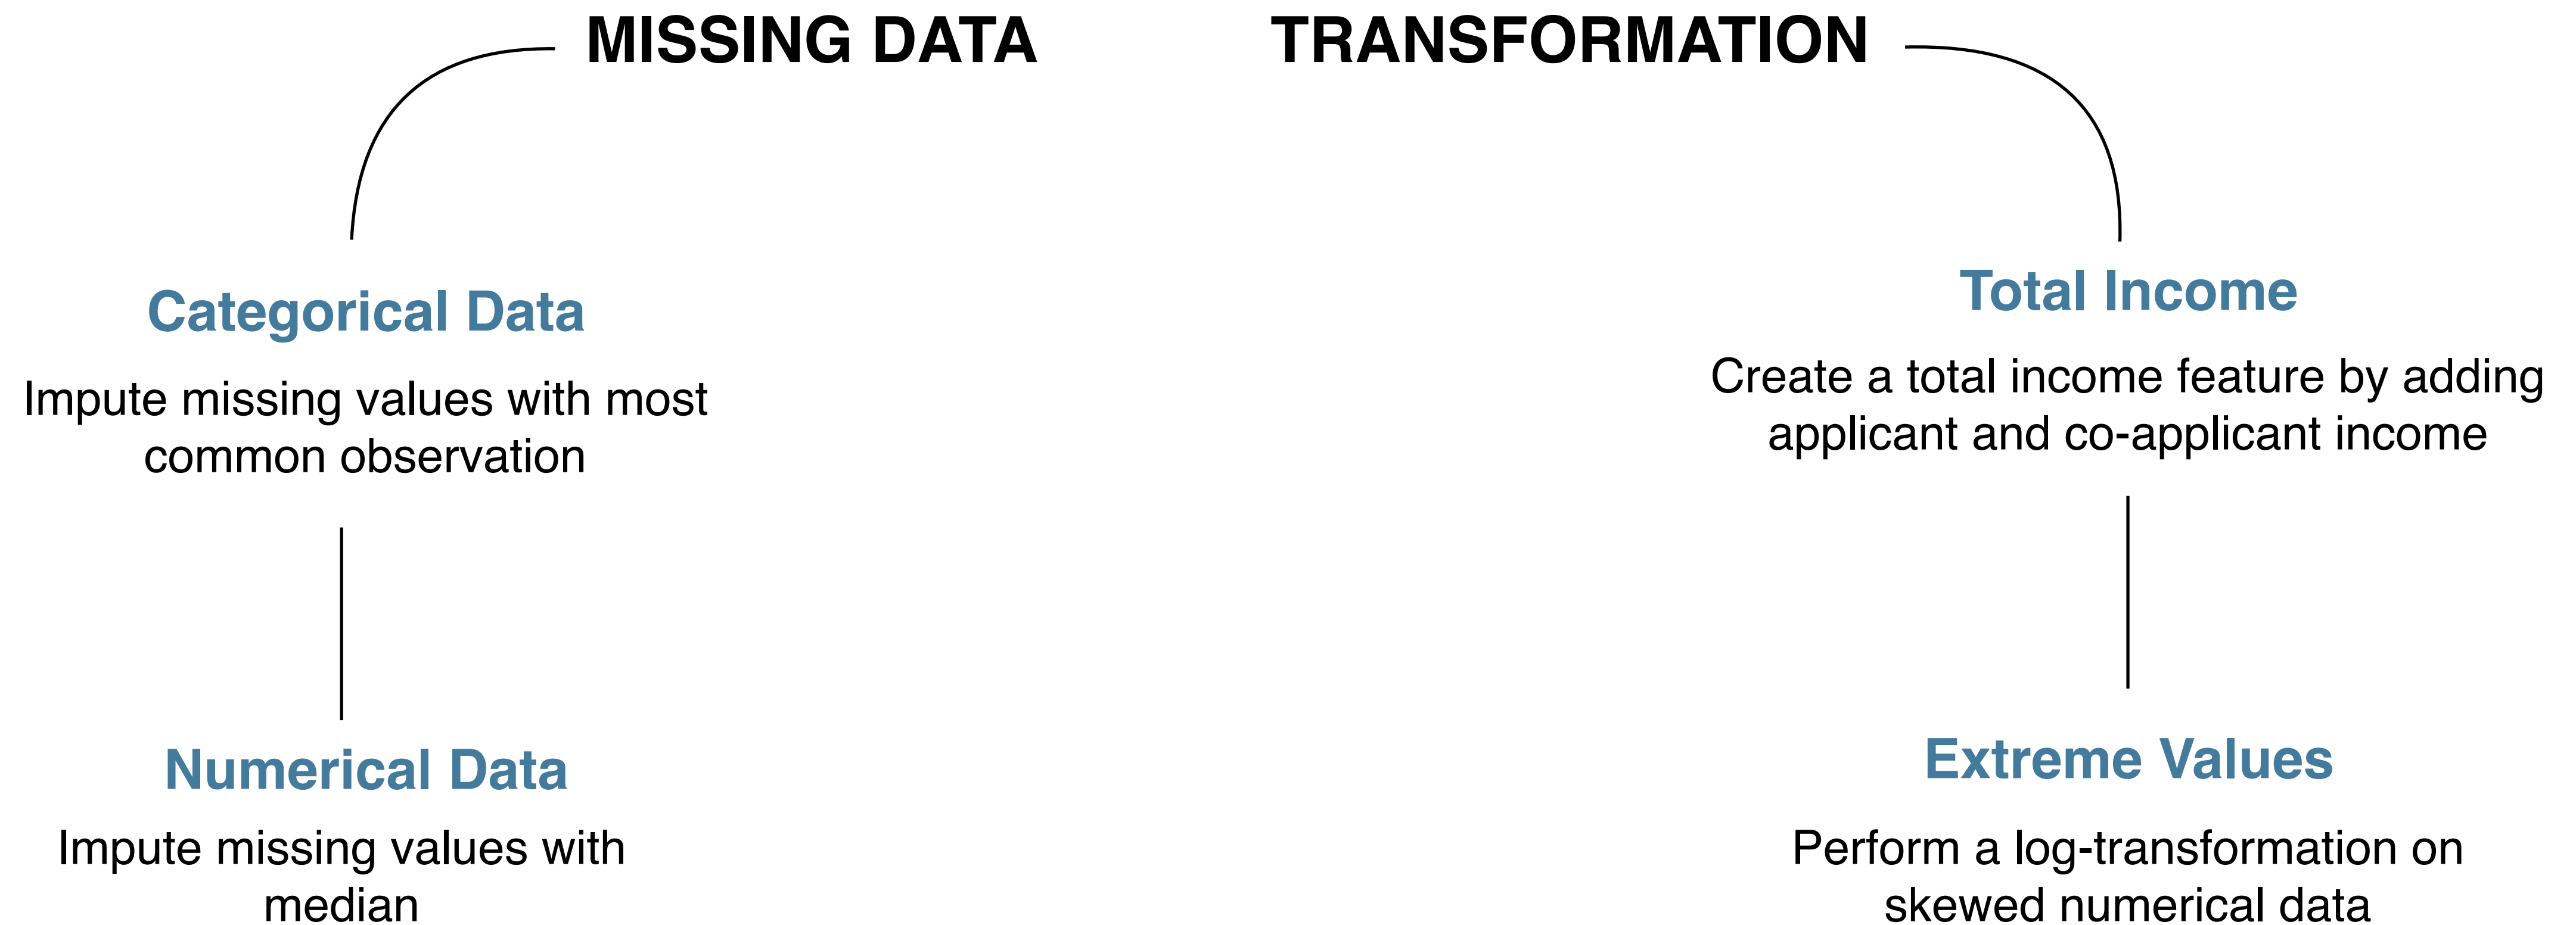 MISSING DATA
Categorical Data
Impute missing values with most
common observation
Numerical Data
Impute missing values with
median
TRANSFORMATION
Total Income
Create a total income feature by adding
applicant and co-applicant income
Extreme Values
Perform a log-transformation on
skewed numerical data